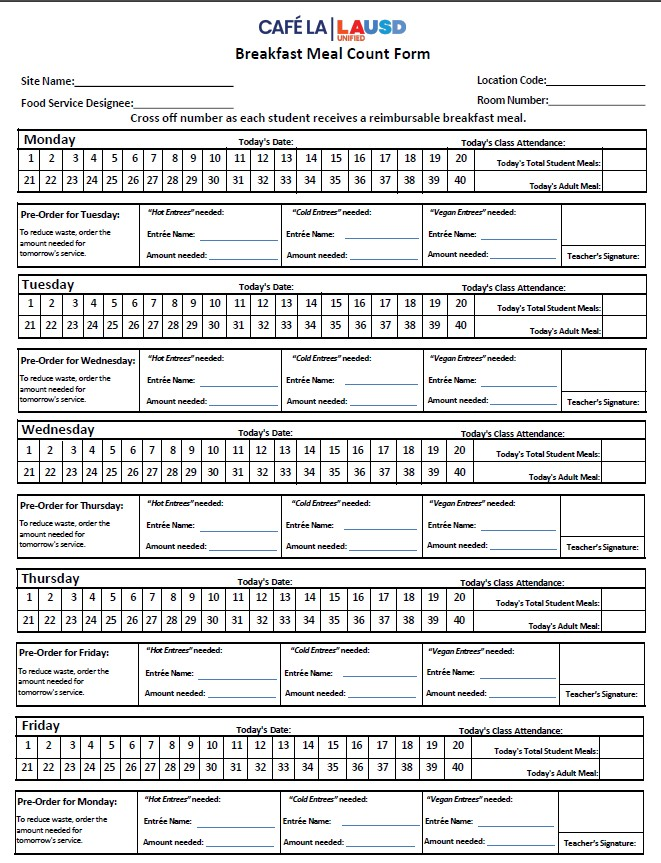 CAFÉ LA LAUSD
UNIFIED
Breakfast Meal Count Form
Site Name: Location Code:
Food Service Designee: Room Number:
Cross off number as each student receives a reimbursable breakfast meal.
Monday Today's Date: Today's Class Attendance:
1 2 3 4 5 6 7 8 9 10 11 12 13 14 15 16 17 18 19 20 Today's Total Student Meals:
21 22 23 24 25 26 27 28 29 30 31 32 33 34 35 36 37 38 39 40 Today's Adult Meal:
Pre-Order for Tuesday: "Hot Entrees" needed: "Cold Entrees" needed: "Vegan Entrees" needed:
To reduce waste, order the Entrée Name: Entrée Name: Entrée Name:
amount needed for
tomorrow's service. Amount needed: Amount needed: Amount needed: Teacher's Signature:
Tuesday Today's Date: Today's Class Attendance:
1 2 3 4 5 6 7 8 9 10 11 12 13 14 15 16 17 18 19 20 Today's Total Student Meals:
21 22 23 24 25 26 27 28 29 30 31 32 33 34 35 36 37 38 39 40 Today's Adult Meal:
Pre-Order for Wednesday: "Hot Entrees" needed: "Cold Entrees" needed: "Vegan Entrees" needed:
To reduce waste, order the Entrée Name: Entrée Name: Entrée Name:
amount needed for
tomorrow's service. Amount needed: Amount needed: Amount needed: Teacher's Signature:
Wednesday Today's Date: Today's Class Attendance:
1 2 3 4 5 6 7 8 9 10 11 12 13 14 15 16 17 18 19 20 Today's Total Student Meals:
21 22 23 24 25 26 27 28 29 30 31 32 33 34 35 36 37 38 39 40 Today's Adult Meal:
Pre-Order for Thursday: "Hot Entrees" needed: "Cold Entrees" needed: "Vegan Entrees" needed:
To reduce waste, order the Entrée Name: Entrée Name: Entrée Name:
amount needed for
tomorrow's service. Amount needed: Amount needed: Amount needed: Teacher's Signature:
Thursday Today's Date: Today's Class Attendance:
1 2 3 4 5 6 7 8 9 10 11 12 13 14 15 16 17 18 19 20 Today's Total Student Meals:
21 22 23 24 25 26 27 28 29 30 31 32 33 34 35 36 37 38 39 40 Today's Adult Meal:
Pre-Order for Friday: "Hot Entrees" needed: "Cold Entrees" needed: "Vegan Entrees" needed:
To reduce waste, order the Entrée Name: Entrée Name: Entrée Name:
amount needed for
tomorrow's service. Amount needed: Amount needed: Amount needed: Teacher's Signature:
Friday Today's Date: Today's Class Attendance:
1 2 3 4 5 6 7 8 9 10 11 12 13 14 15 16 17 18 19 20 Today's Total Student Meals:
21 22 23 24 25 26 27 28 29 30 31 32 33 34 35 36 37 38 39 40 Today's Adult Meal:
Pre-Order for Monday: "Hot Entrees" needed: "Cold Entrees" needed: "Vegan Entrees" needed:
To reduce waste, order the Entrée Name: Entrée Name: Entrée Name:
amount needed for
tomorrow's service. Amount needed: Amount needed: Amount needed: Teacher's Signature: